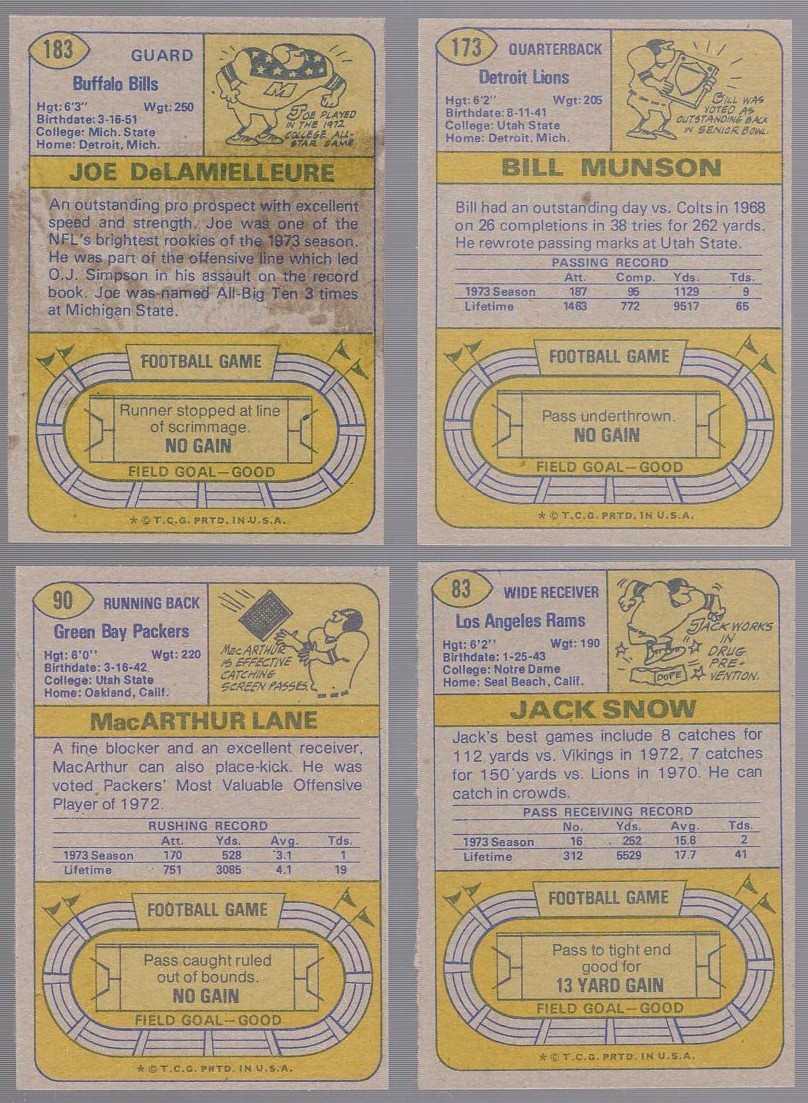 183
GUARD
Buffalo Bills
Hgt: 6'3" Wgt: 250
Birthdate: 3-16-51
College: Mich. State
Home: Detroit, Mich.
M
JOE PLAYED
IN THE 1972
COLLEGE ALL-
STAR GAME.
JOE DeLAMIELLEURE
An outstanding pro prospect with excellent
speed and strength, Joe was one of the
NFL's brightest rookies of the 1973 season.
He was part of the offensive line which led
O.J. Simpson in his assault on the record
book. Joe was named All-Big Ten 3 times
at Michigan State.
FOOTBALL GAME
Runner stopped at line
of scrimmage.
NO GAIN
FIELD GOAL—GOOD
* © T.C.G. PRTD. IN U.S.A.
173
QUARTERBACK
Detroit Lions
Hgt: 6'2" Wgt: 205
Birthdate: 8-11-41
College: Utah State
Home: Detroit, Mich.
BILL WAS
VOTED AS
OUTSTANDING BACK
IN SENIOR BOWL.
BILL MUNSON
Bill had an outstanding day vs. Colts in 1968
on 26 completions in 38 tries for 262 yards.
He rewrote passing marks at Utah State.
PASSING RECORD
Att. Comp. Yds. Tds.
1973 Season 187 95 1129 9
Lifetime 1463 772 9517 65
FOOTBALL GAME
Pass underthrown.
NO GAIN
FIELD GOAL—GOOD
* © T.C.G. PRTD. IN U.S.A.
90
RUNNING BACK
Green Bay Packers
Hgt: 6'0'' Wgt: 220
Birthdate: 3-16-42
College: Utah State
Home: Oakland, Calif.
MacARTHUR
IS EFFECTIVE
CATCHING
SCREEN PASSES.
MacARTHUR LANE
A fine blocker and an excellent receiver,
MacArthur can also place-kick. He was
voted Packers' Most Valuable Offensive
Player of 1972.
RUSHING RECORD
Att. Yds. Avg. Tds.
1973 Season 170 528 3.1 1
Lifetime 751 3085 4.1 19
FOOTBALL GAME
Pass caught ruled
out of bounds.
NO GAIN
FIELD GOAL—GOOD
* © T.C.G. PRTD. IN U.S.A.
83
WIDE RECEIVER
Los Angeles Rams
Hgt: 6'2'' Wgt: 190
Birthdate: 1-25-43
College: Notre Dame
Home: Seal Beach, Calif.
JACK WORKS
IN
DRUG
PRE-
VENTION.
DOPE
JACK SNOW
Jack's best games include 8 catches for
112 yards vs. Vikings in 1972, 7 catches
for 150 yards vs. Lions in 1970. He can
catch in crowds.
PASS RECEIVING RECORD
No. Yds. Avg. Tds.
1973 Season 16 252 15.8 2
Lifetime 312 5529 17.7 41
FOOTBALL GAME
Pass to tight end
good for
13 YARD GAIN
FIELD GOAL—GOOD
* © T.C.G. PRTD. IN U.S.A.